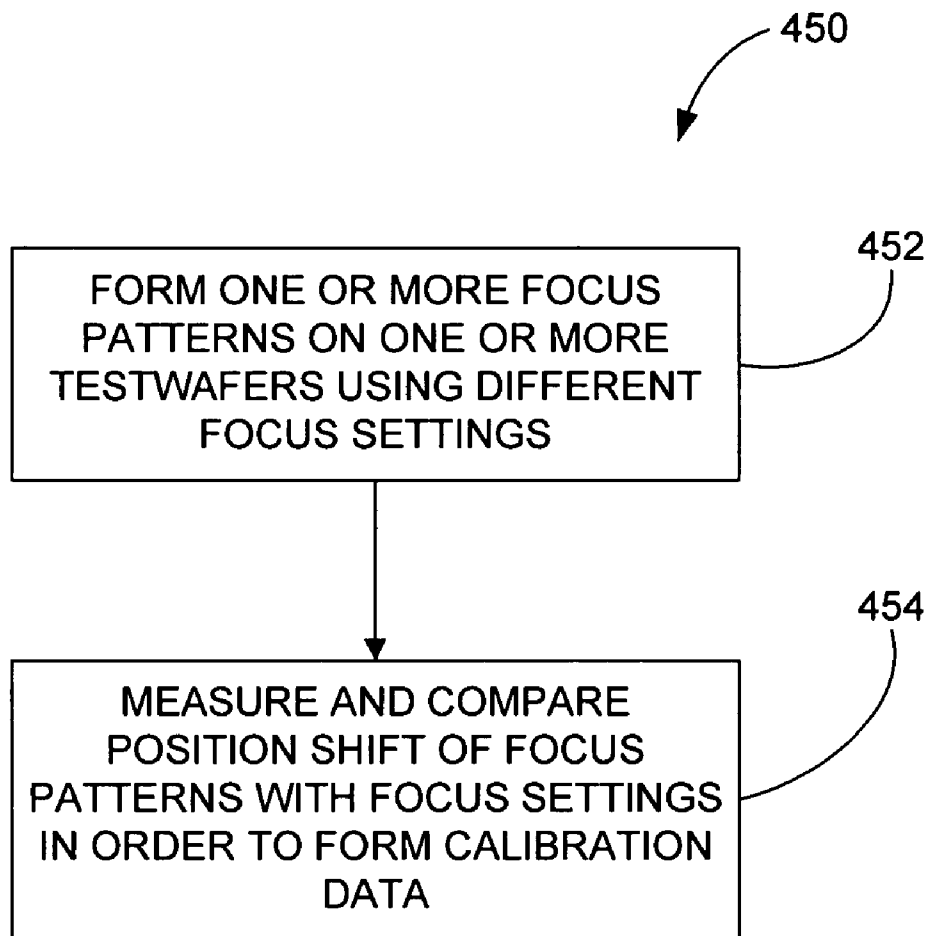 450
452
FORM ONE OR MORE FOCUS
PATTERNS ON ONE OR MORE
TESTWAFERS USING DIFFERENT
FOCUS SETTINGS
454
MEASURE AND COMPARE
POSITION SHIFT OF FOCUS
PATTERNS WITH FOCUS SETTINGS
IN ORDER TO FORM CALIBRATION
DATA